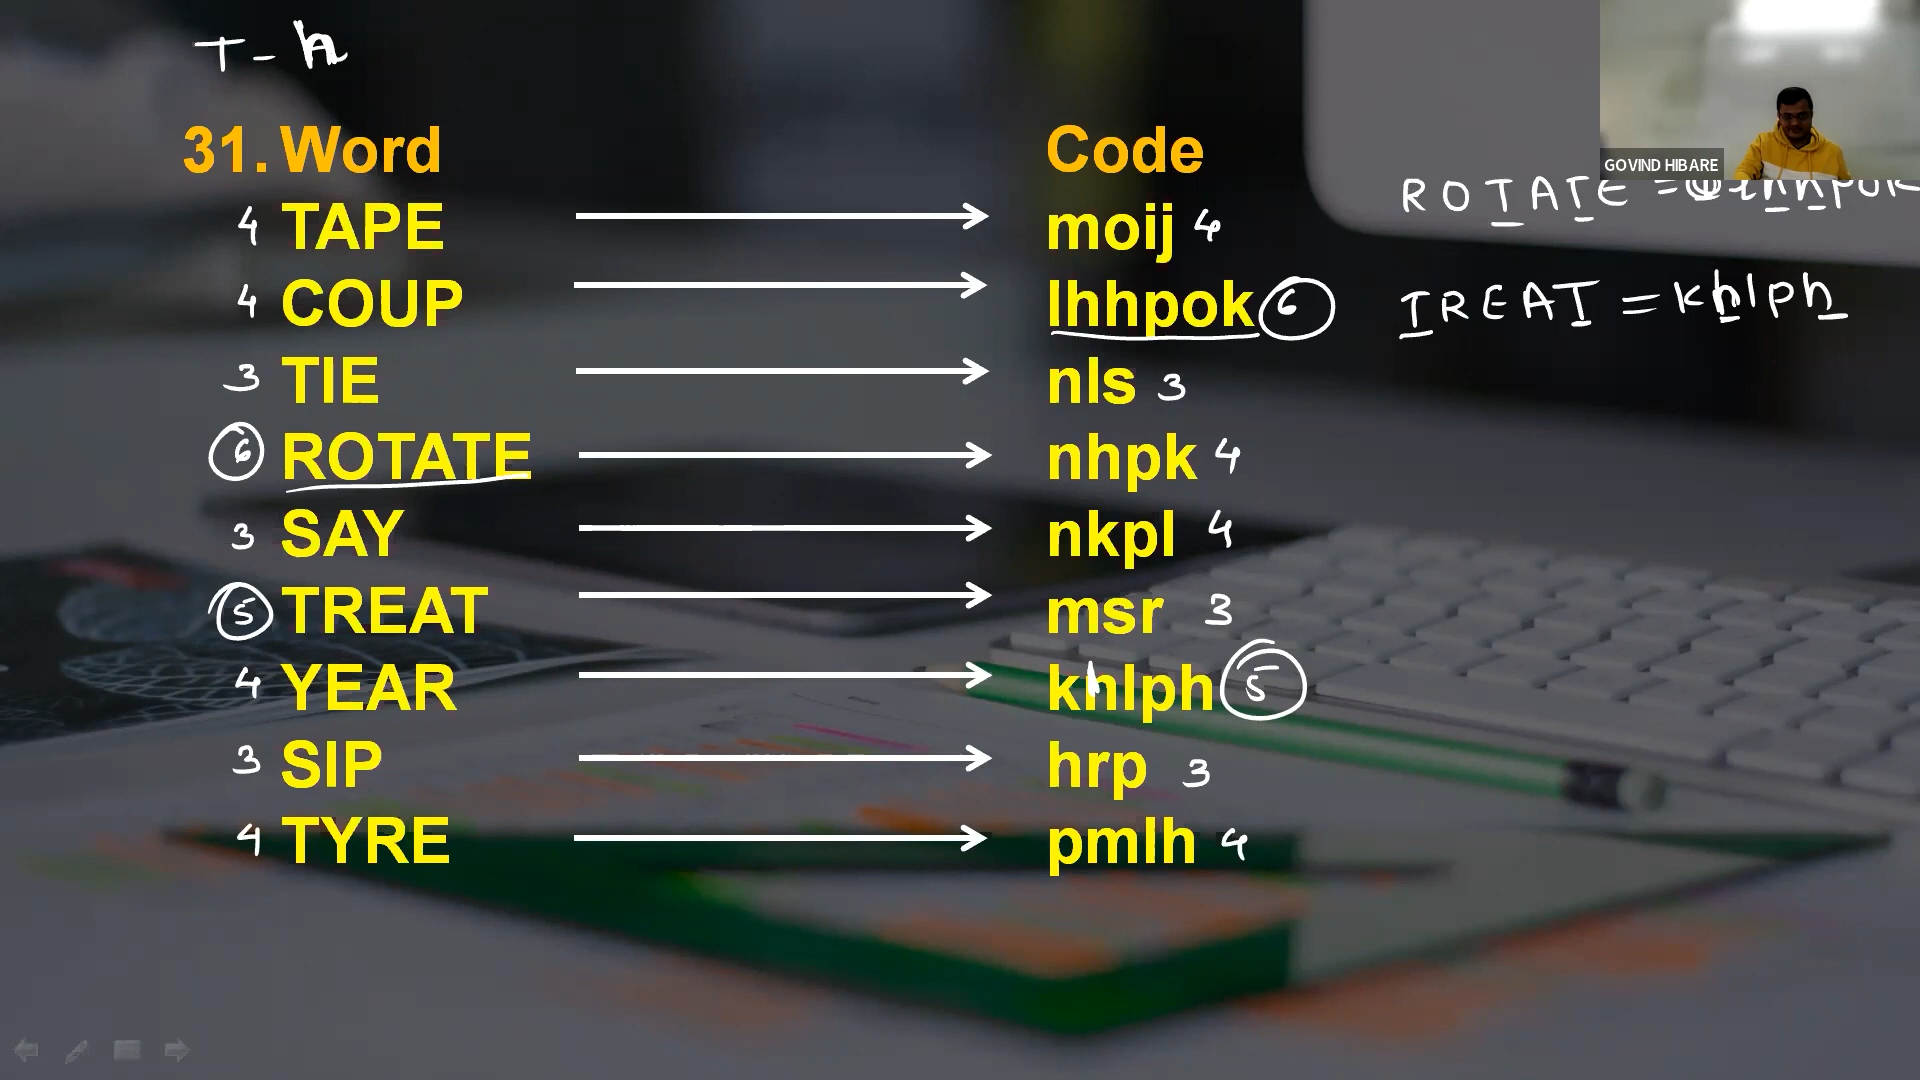 T - h
GOVIND HIBARE
31. Word Code
ROTATE =
4 TAPE moij 4
4 COUP lhhpok 6
TREAT = khlph
3 TIE nls 3
6 ROTATE nhpk 4
3 SAY nkpl 4
5 TREAT msr 3
4 YEAR khlph 5
3 SIP hrp 3
4 TYRE pmlh 4